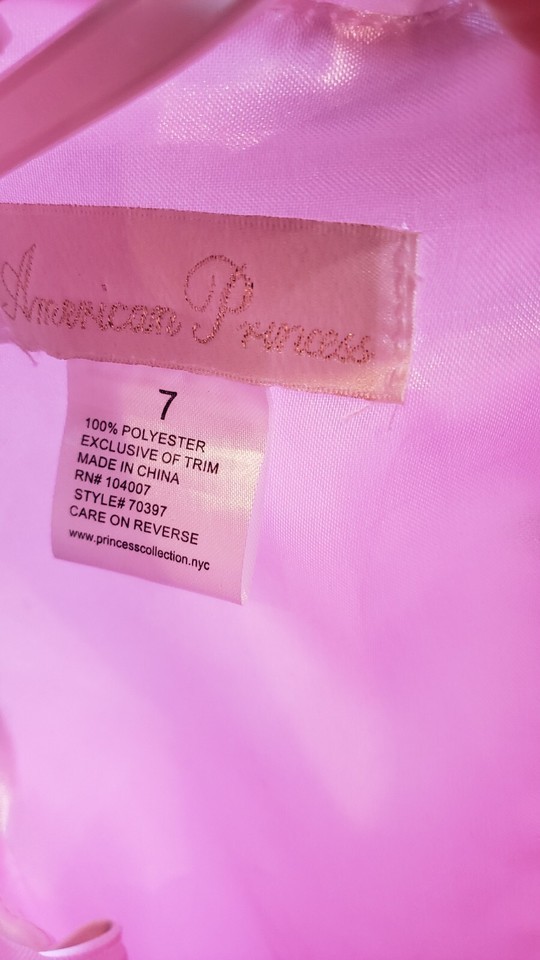 American Princess
7
100% POLYESTER
EXCLUSIVE OF TRIM
MADE IN CHINA
RN# 104007
STYLE# 70397
CARE ON REVERSE
www.princesscollection.nyc